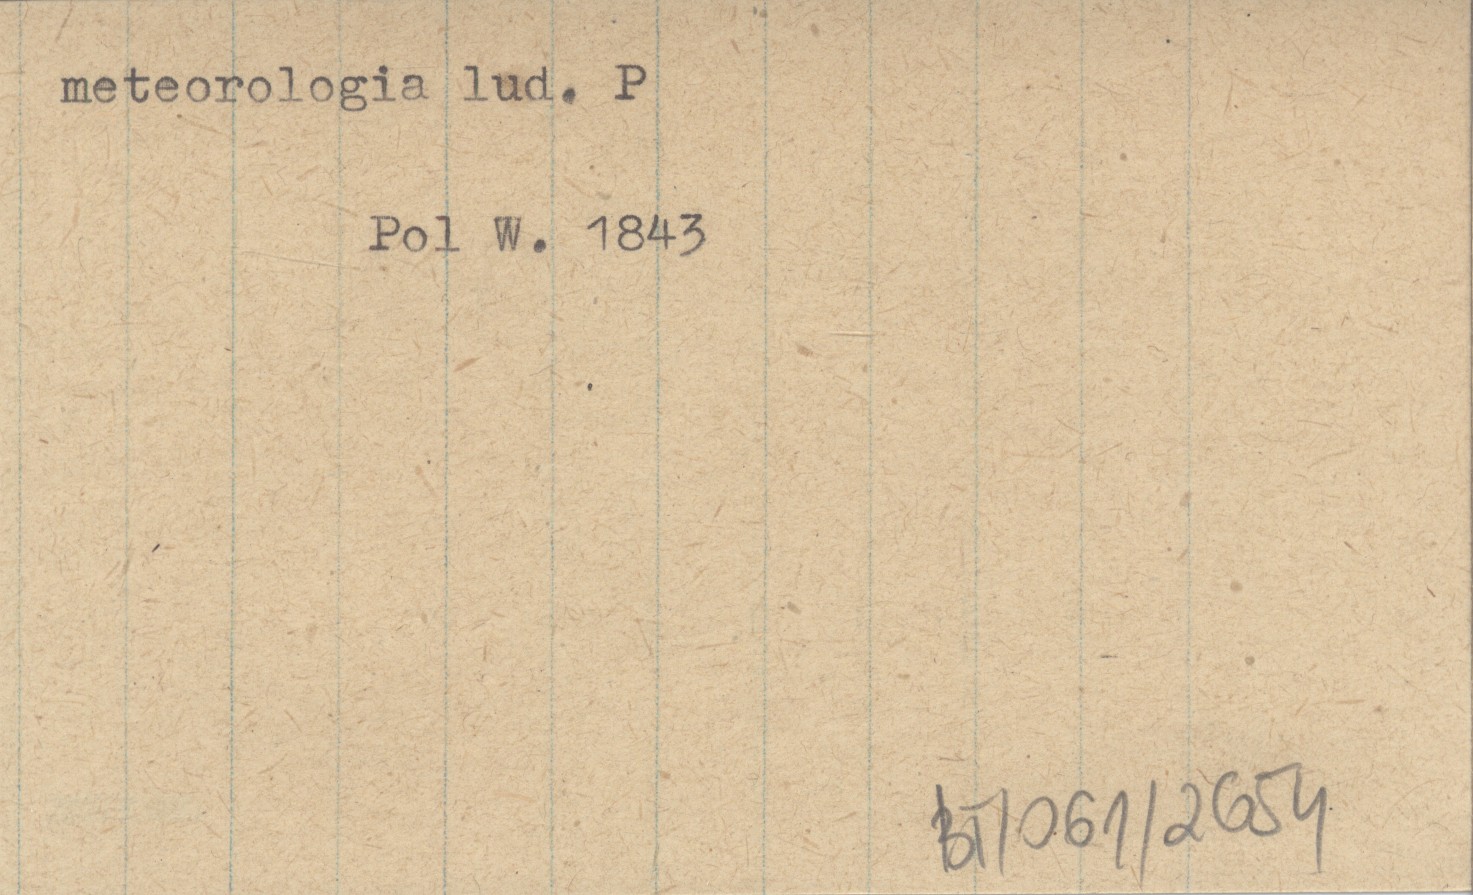 meteorologia lud. P
Pol W. 1843
BT/061/2654